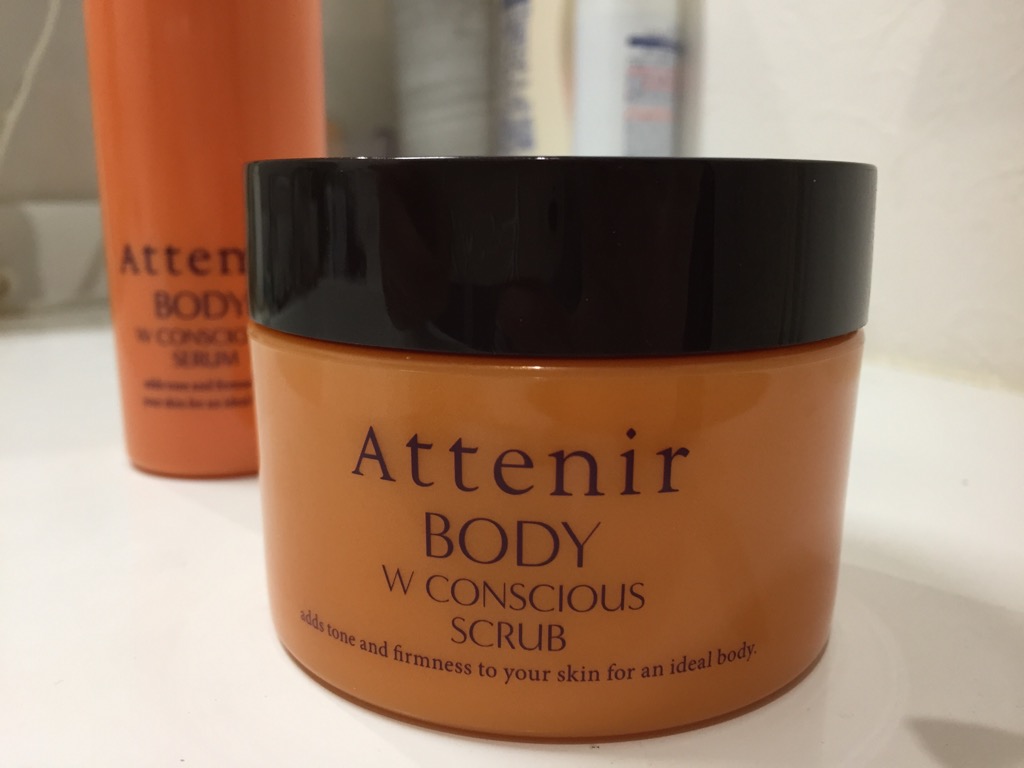 Attenir
BODY
W CONSCIOUS
SCRUB
adds tone and firmness to your skin for an ideal body.
Atten
BODY
W CONSCIO
SERUM